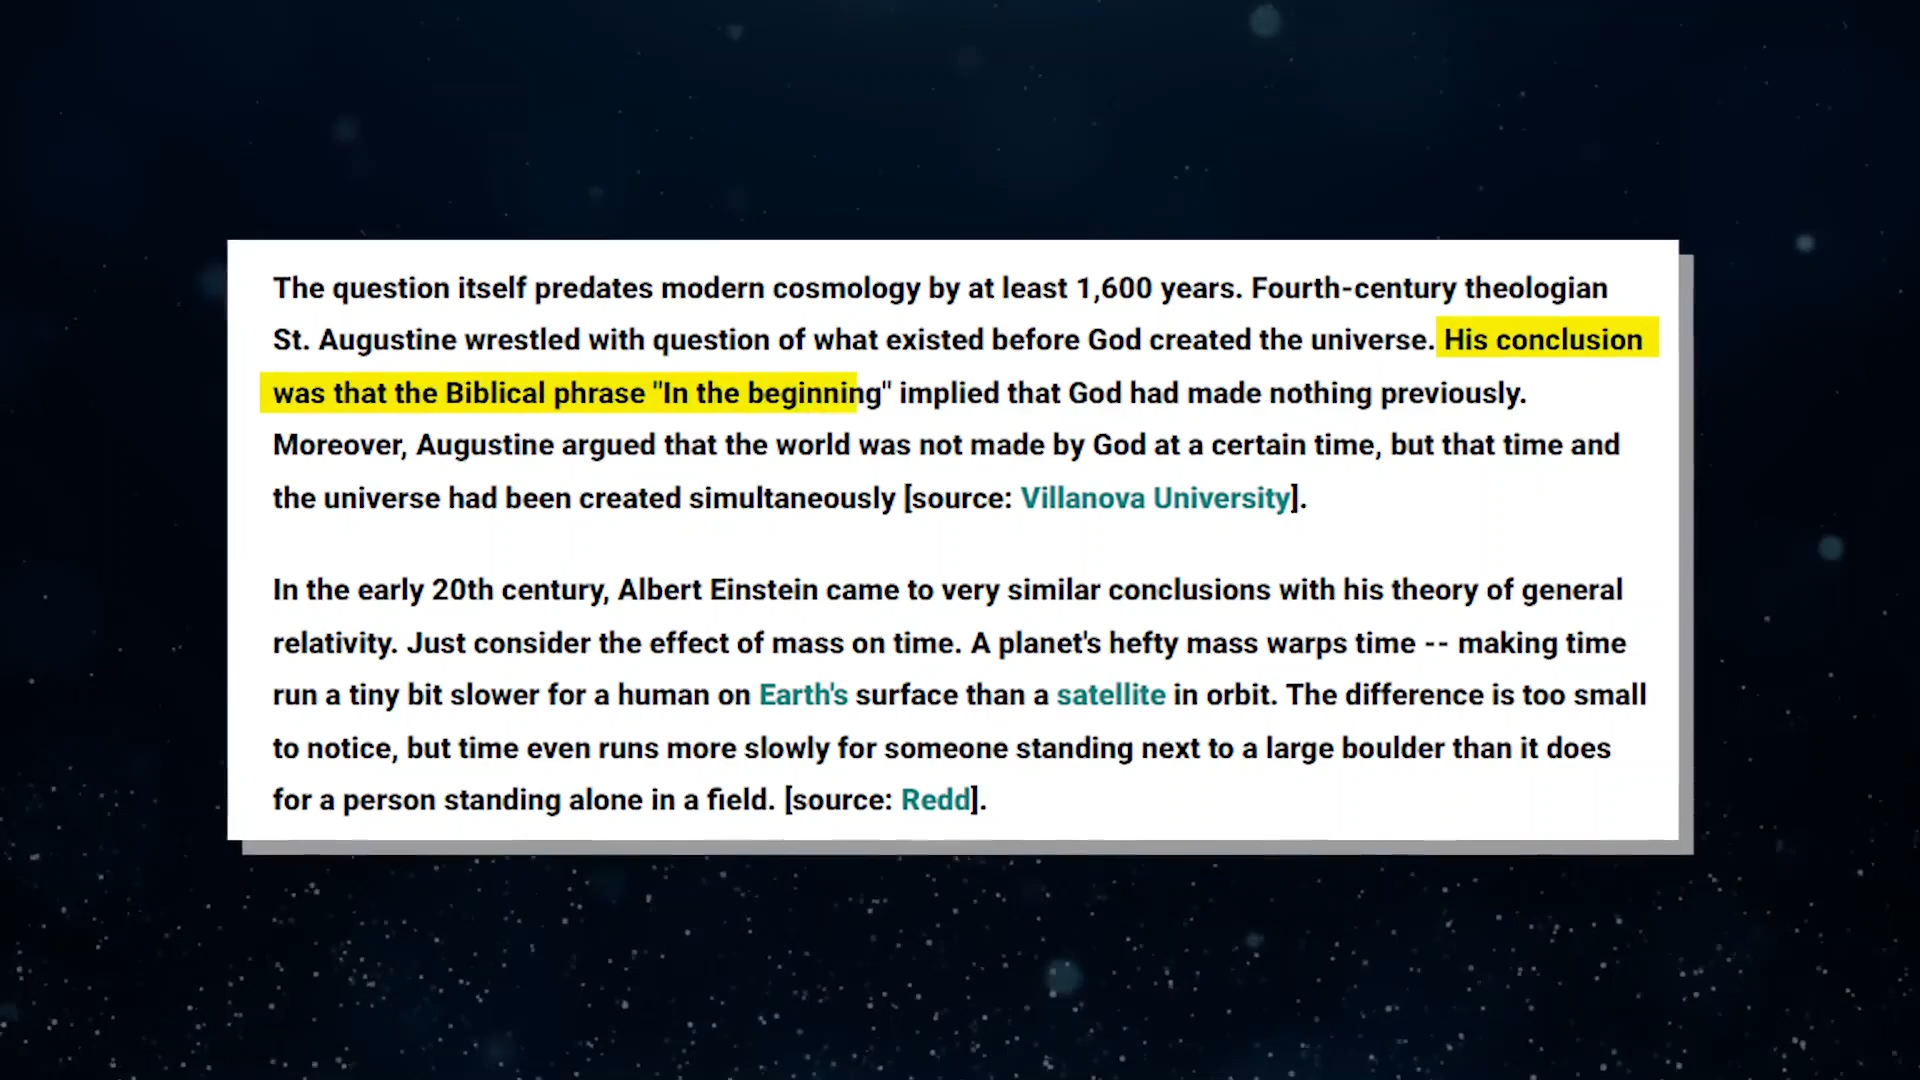 The question itself predates modern cosmology by at least 1,600 years. Fourth-century theologian
St. Augustine wrestled with question of what existed before God created the universe. His conclusion
was that the Biblical phrase "In the beginning" implied that God had made nothing previously.
Moreover, Augustine argued that the world was not made by God at a certain time, but that time and
the universe had been created simultaneously [source: Villanova University].
In the early 20th century, Albert Einstein came to very similar conclusions with his theory of general
relativity. Just consider the effect of mass on time. A planet's hefty mass warps time -- making time
run a tiny bit slower for a human on Earth's surface than a satellite in orbit. The difference is too small
to notice, but time even runs more slowly for someone standing next to a large boulder than it does
for a person standing alone in a field. [source: Redd].